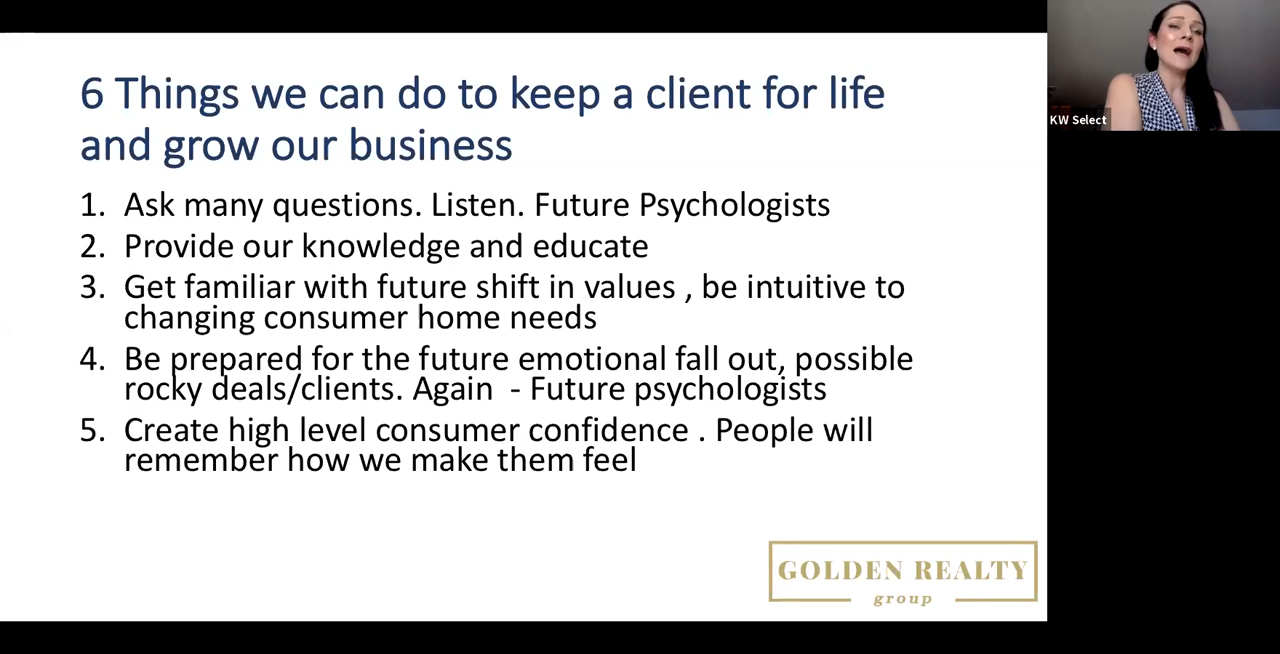 6 Things we can do to keep a client for life
and grow our business
1. Ask many questions. Listen. Future Psychologists
2. Provide our knowledge and educate
3. Get familiar with future shift in values , be intuitive to
changing consumer home needs
4. Be prepared for the future emotional fall out, possible
rocky deals/clients. Again - Future psychologists
5. Create high level consumer confidence . People will
remember how we make them feel
GOLDEN REALTY
group
KW Select